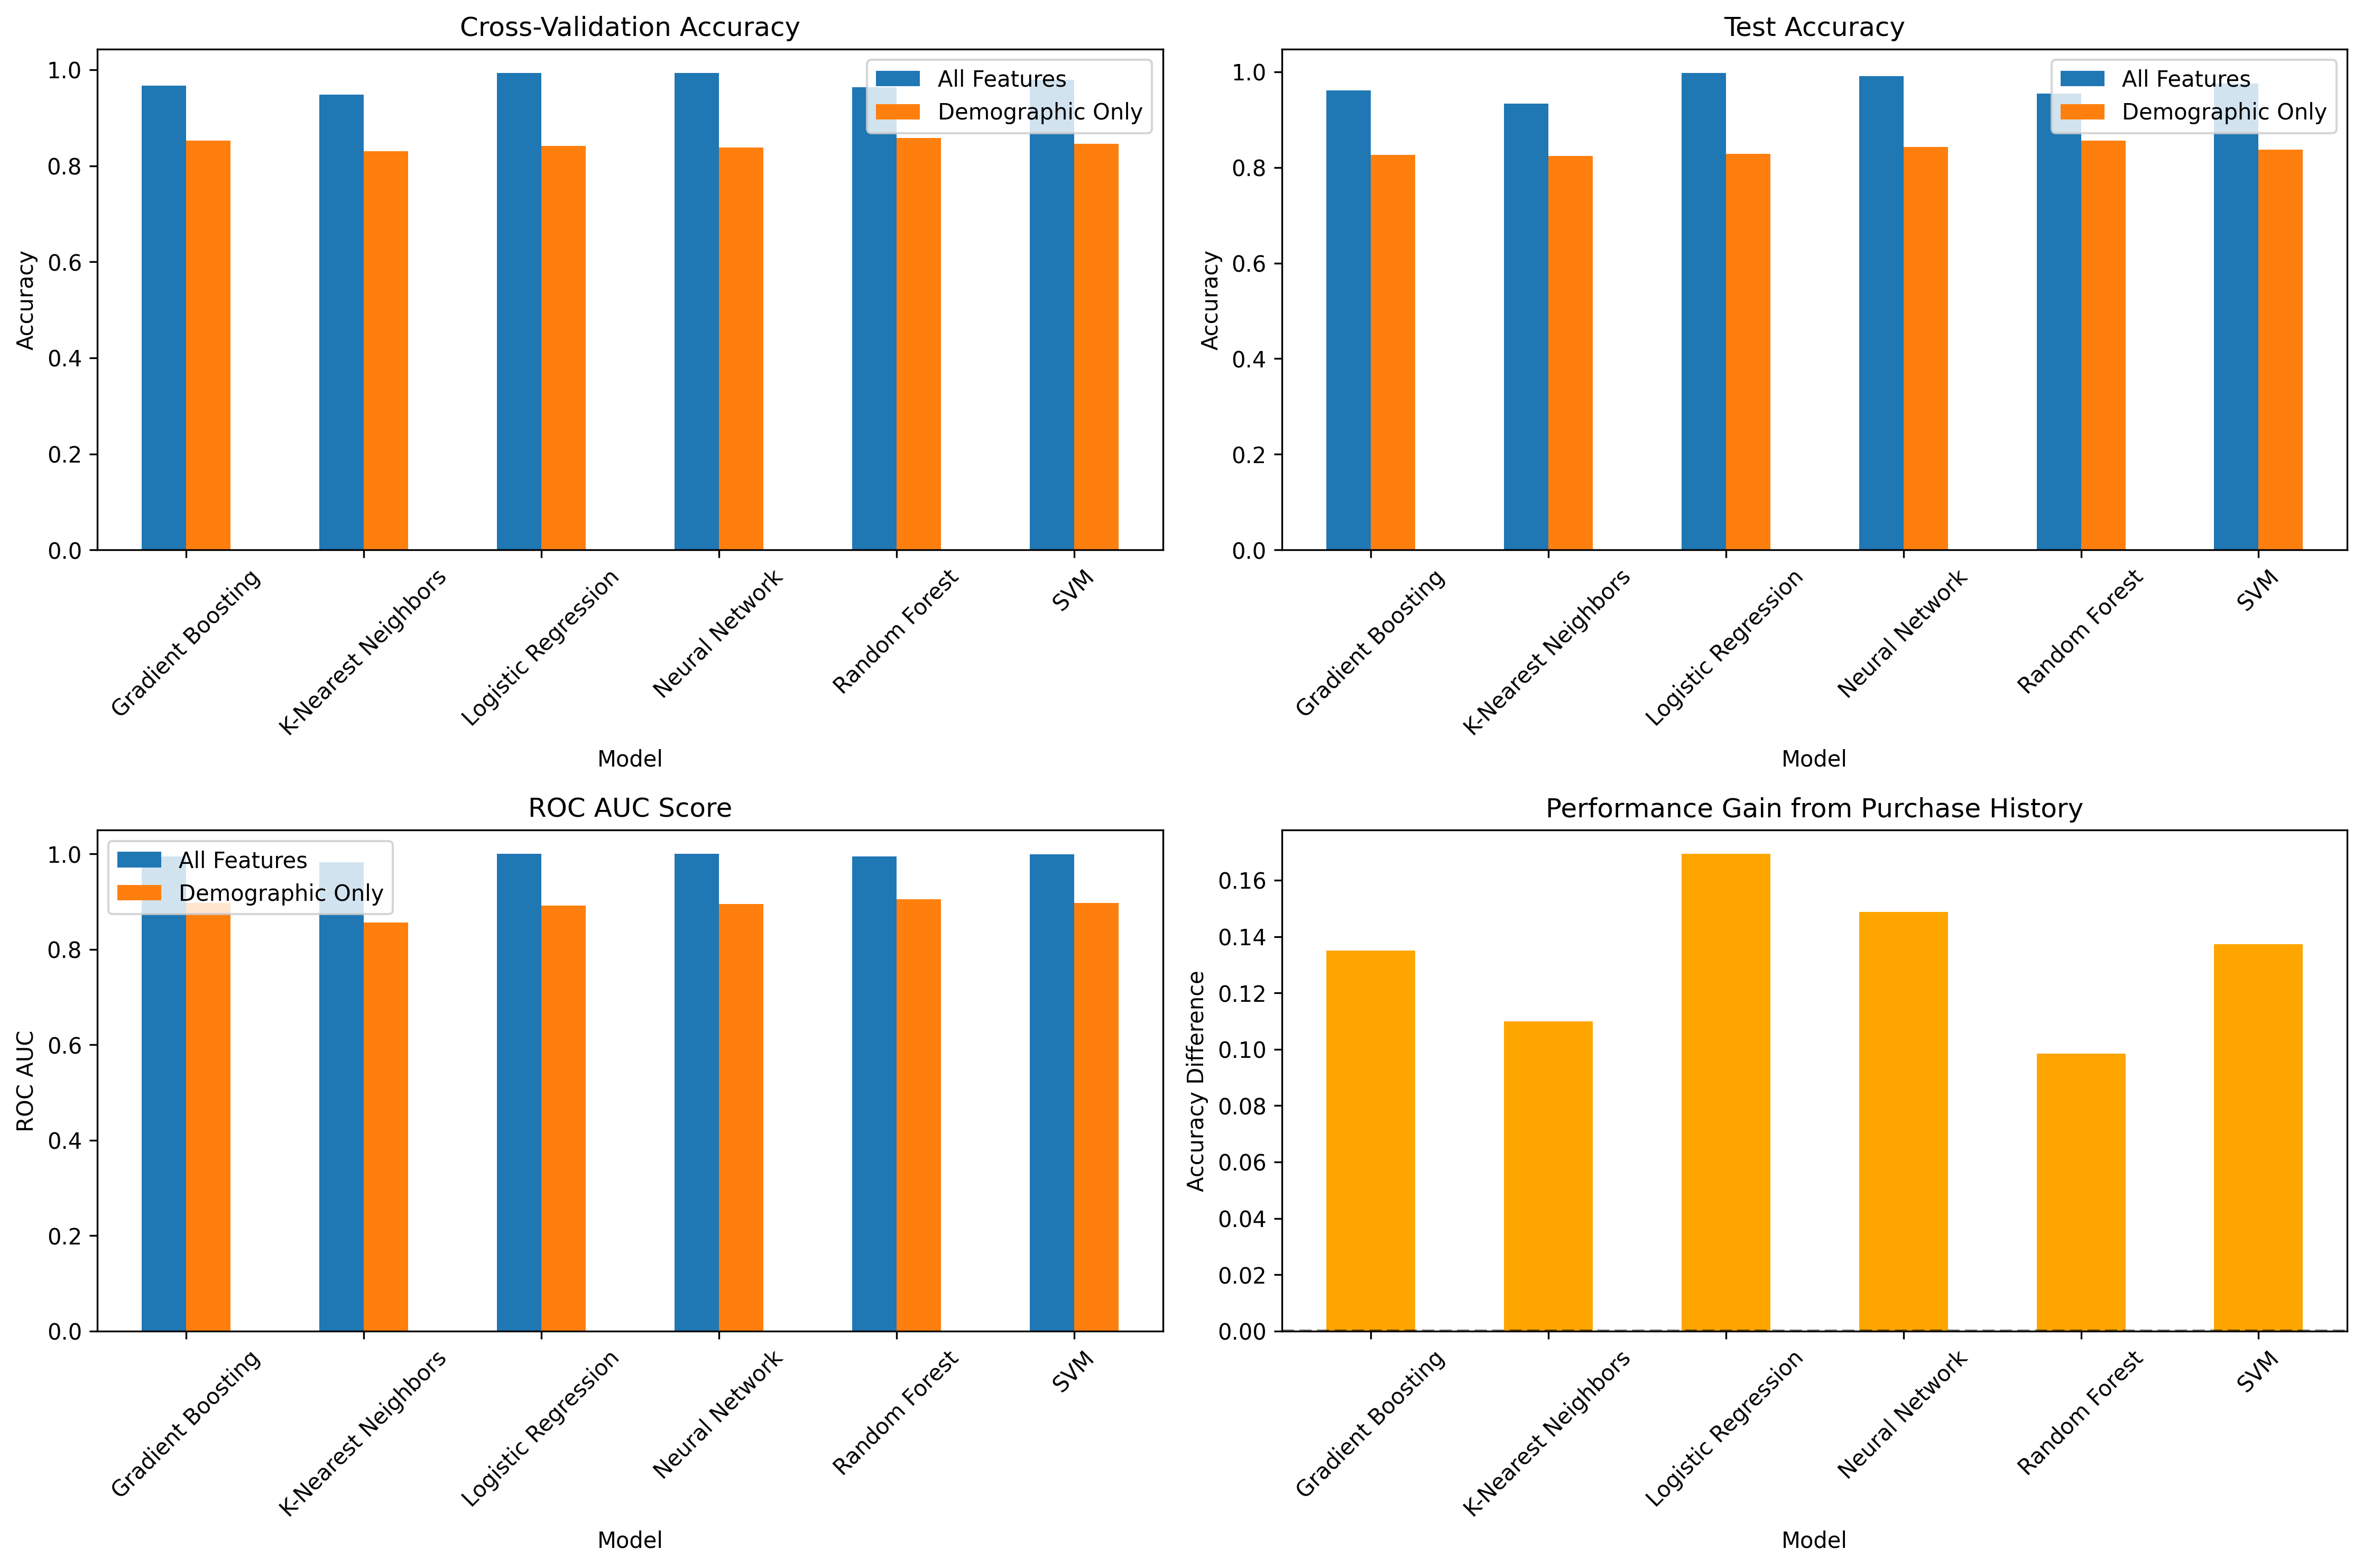 Cross-Validation Accuracy
Accuracy
1.0
0.8
0.6
0.4
0.2
0.0
All Features
Demographic Only
Gradient Boosting
K-Nearest Neighbors
Logistic Regression
Neural Network
Random Forest
SVM
Model
Test Accuracy
Accuracy
1.0
0.8
0.6
0.4
0.2
0.0
All Features
Demographic Only
Gradient Boosting
K-Nearest Neighbors
Logistic Regression
Neural Network
Random Forest
SVM
Model
ROC AUC Score
ROC AUC
1.0
0.8
0.6
0.4
0.2
0.0
All Features
Demographic Only
Gradient Boosting
K-Nearest Neighbors
Logistic Regression
Neural Network
Random Forest
SVM
Model
Performance Gain from Purchase History
Accuracy Difference
0.16
0.14
0.12
0.10
0.08
0.06
0.04
0.02
0.00
Gradient Boosting
K-Nearest Neighbors
Logistic Regression
Neural Network
Random Forest
SVM
Model